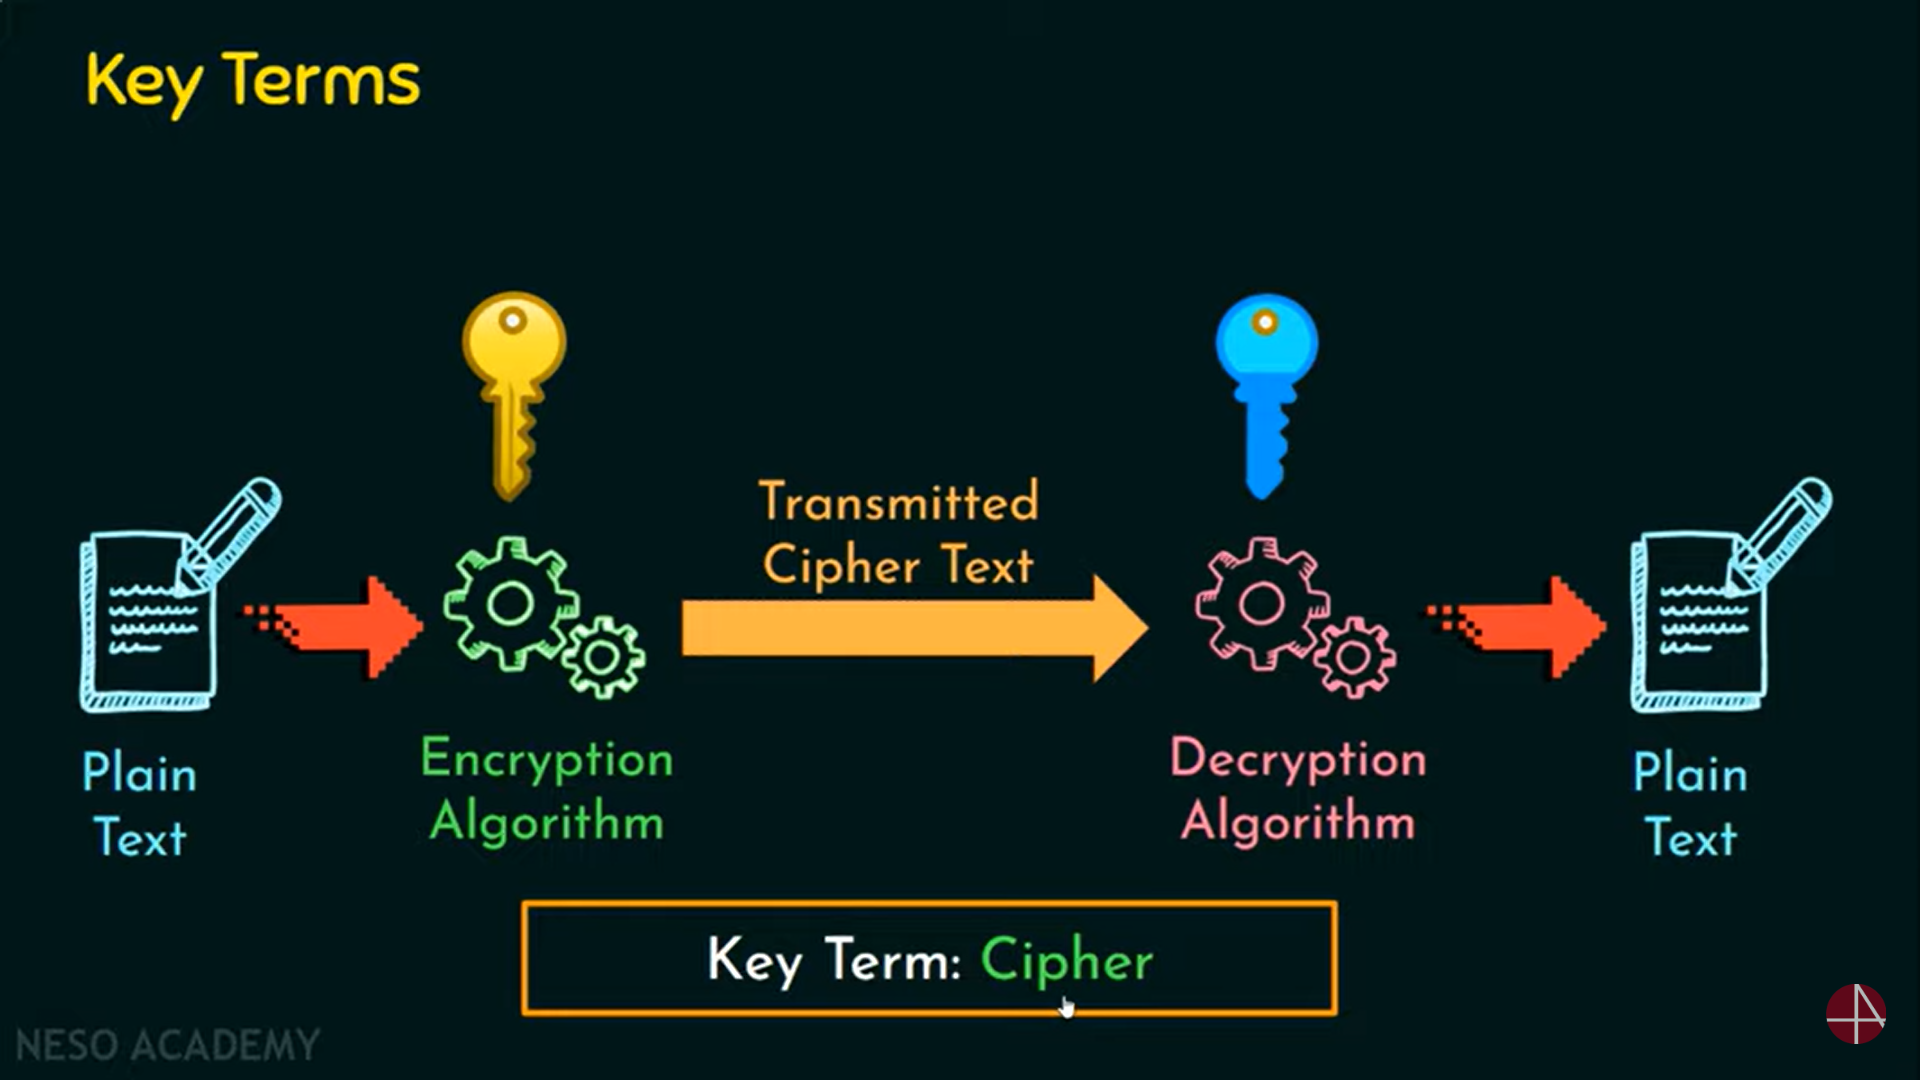 Key Terms
Transmitted
Cipher Text
Plain
Text
Encryption
Algorithm
Decryption
Algorithm
Plain
Text
Key Term: Cipher
NESO ACADEMY